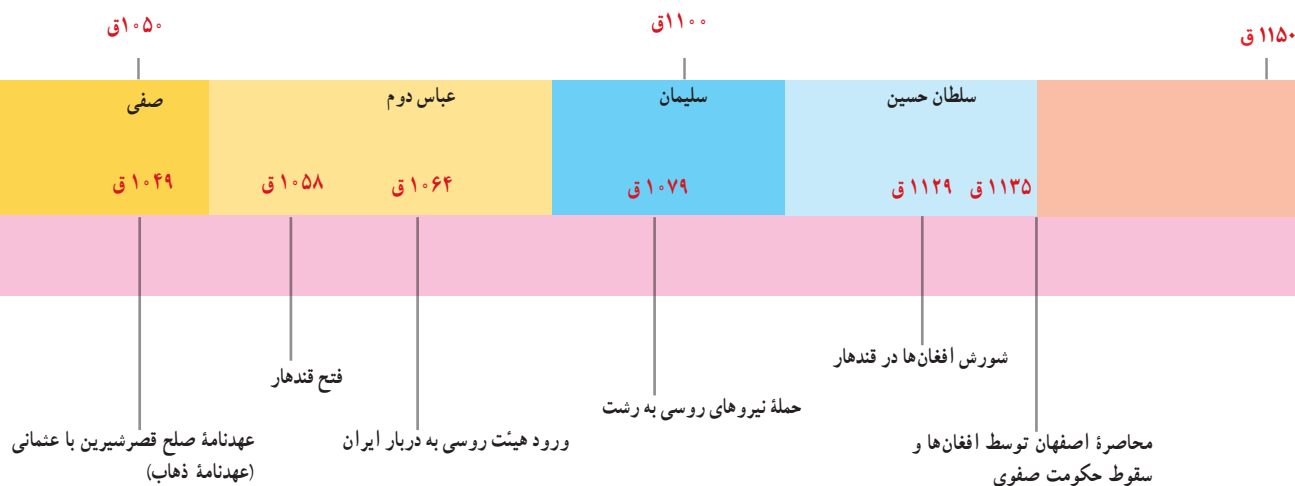 ۱۰۵۰ق
۱۱۰۰ق
۱۱۵۰ ق
صفی
عباس دوم
سلیمان
سلطان حسین
۱۰۴۹ ق
۱۰۵۸ ق
۱۰۶۴ ق
۱۰۷۹ ق
۱۱۲۹ ق
۱۱۳۵ ق
عهدنامهٔ صلح قصرشیرین با عثمانی
(عهدنامهٔ ذهاب)
فتح قندهار
ورود هیئت روسی به دربار ایران
حملهٔ نیروهای روسی به رشت
شورش افغان‌ها در قندهار
محاصرهٔ اصفهان توسط افغان‌ها و
سقوط حکومت صفوی